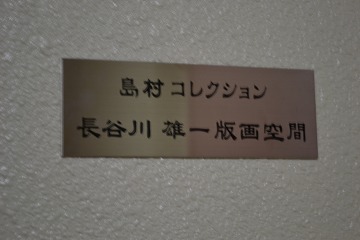 島村コレクション
長谷川 雄一版画空間